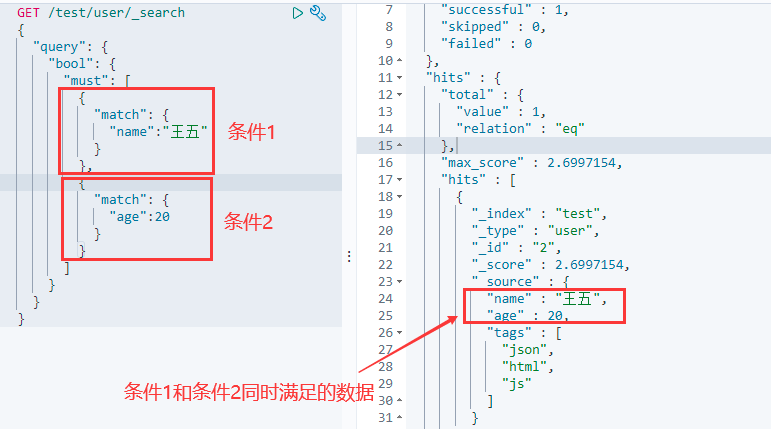 GET /test/user/_search
{
"query": {
"bool": {
"must": [
{
"match": {
"name":"王五"
}
},
{
"match": {
"age":20
}
}
]
}
}
}
条件1
条件2
条件1和条件2同时满足的数据
7 "successful" : 1,
8 "skipped" : 0,
9 "failed" : 0
10 },
11 "hits" : {
12 "total" : {
13 "value" : 1,
14 "relation" : "eq"
15 },
16 "max_score" : 2.6997154,
17 "hits" : [
18 {
19 "_index" : "test",
20 "_type" : "user",
21 "_id" : "2",
22 "_score" : 2.6997154,
23 "_source" : {
24 "name" : "王五",
25 "age" : 20,
26 "tags" : [
27 "json",
28 "html",
29 "js"
30 ]
31 }